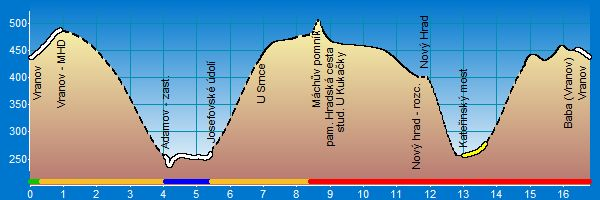 500
450
400
350
300
250
Vranov
Vranov - MHD
Adamov - zast.
Josefovské údolí
U Srnce
Máchův pomník
pam. Hradská cesta
stud. U Kukačky
Nový hrad - rozc.
Nový Hrad
Kateřinský most
Baba (Vranov)
Vranov
0 1 2 3 4 5 6 7 8 9 10 11 12 13 14 15 16